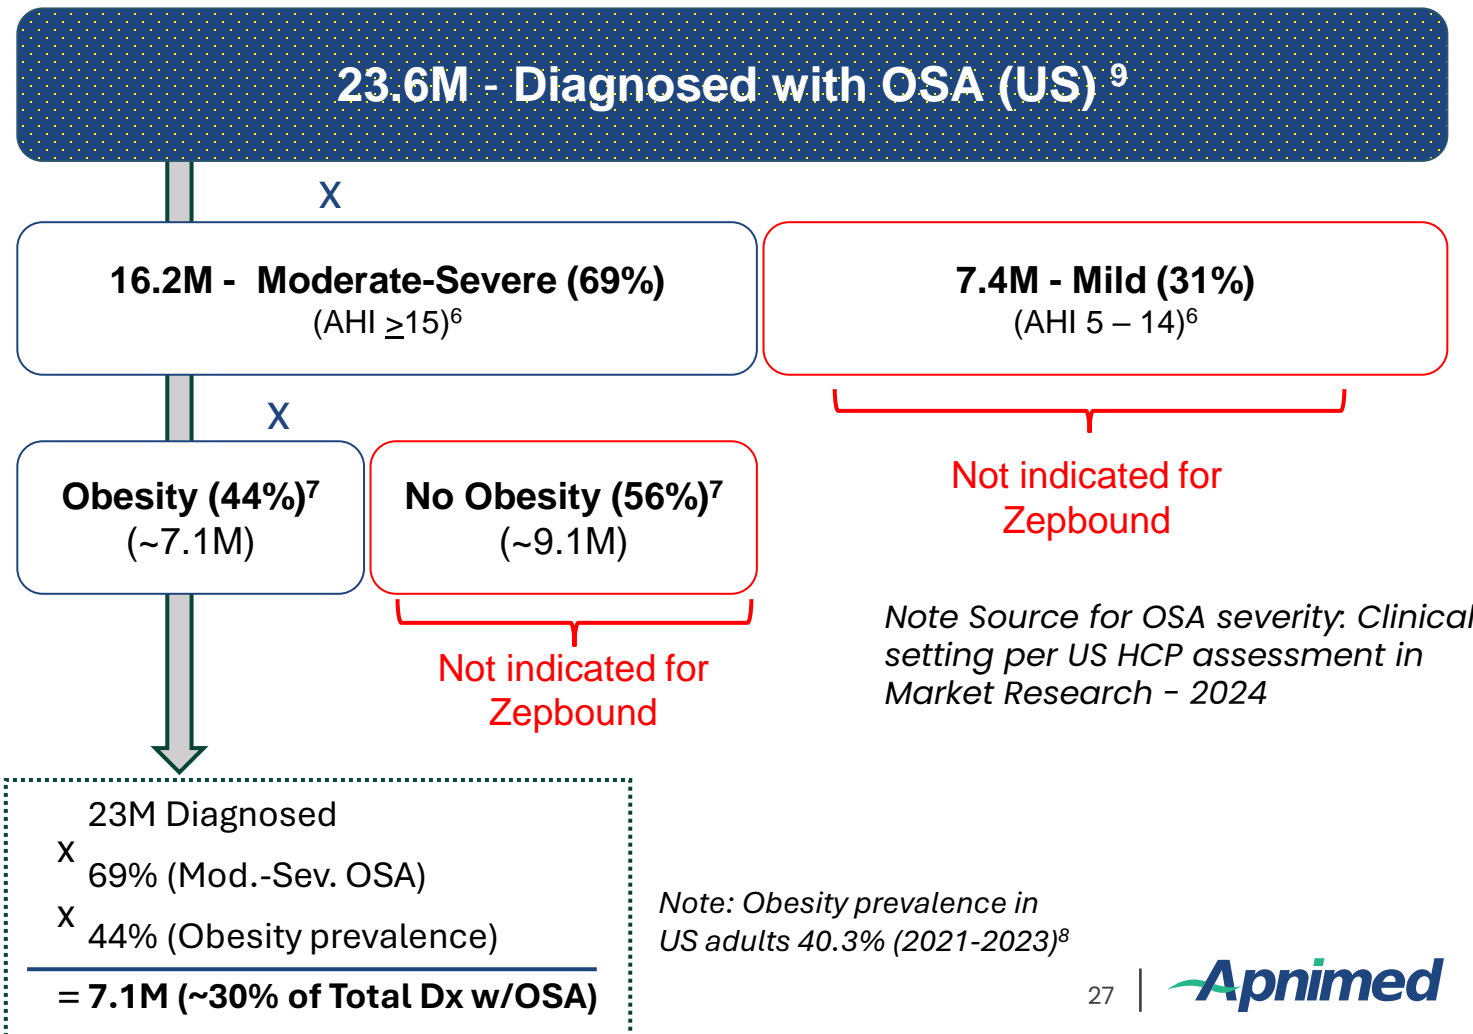 23.6M - Diagnosed with OSA (US) 9
X
16.2M - Moderate-Severe (69%)
(AHI ≥15)6
7.4M - Mild (31%)
(AHI 5 – 14)6
X
Obesity (44%)7
(~7.1M)
No Obesity (56%)7
(~9.1M)
Not indicated for
Zepbound
Not indicated for
Zepbound
Note Source for OSA severity: Clinical
setting per US HCP assessment in
Market Research - 2024
23M Diagnosed
x
69% (Mod.-Sev. OSA)
x
44% (Obesity prevalence)
= 7.1M (~30% of Total Dx w/OSA)
Note: Obesity prevalence in
US adults 40.3% (2021-2023)8
27 | Apnimed